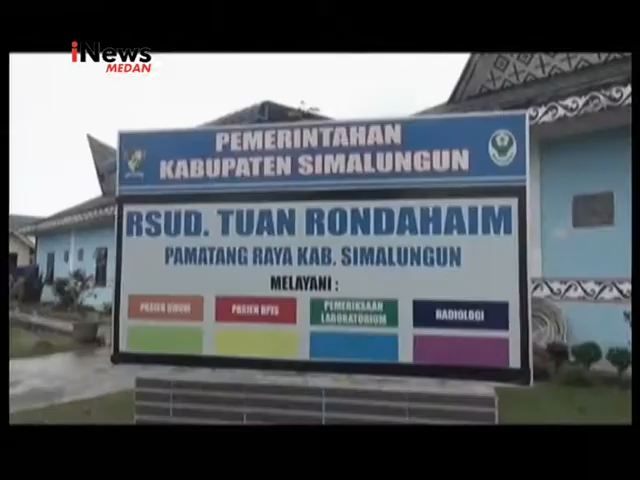 iNews
MEDAN
PEMERINTAHAN
KABUPATEN SIMALUNGUN
RSUD. TUAN RONDAHAIM
PAMATANG RAYA KAB. SIMALUNGUN
MELAYANI :
PASIEN UMUM
PASIEN BPJS
PEMERIKSAAN
LABORATORIUM
RADIOLOGI